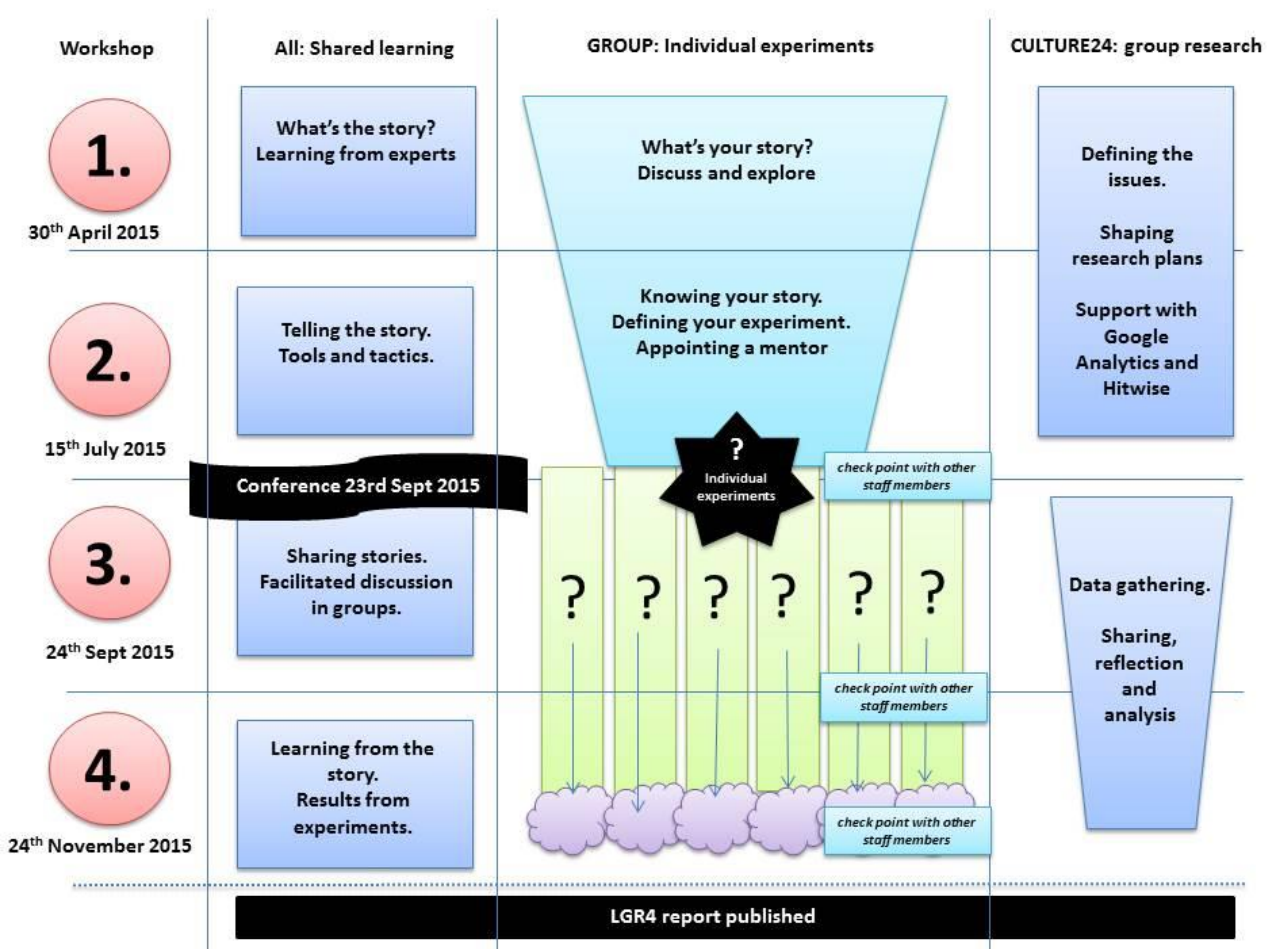 Workshop
All: Shared learning
GROUP: Individual experiments
CULTURE24: group research
1.
30th April 2015
What's the story?
Learning from experts
What's your story?
Discuss and explore
Defining the
issues.
Shaping
research plans
Support with
Google
Analytics and
Hitwise
2.
15th July 2015
Telling the story.
Tools and tactics.
Knowing your story.
Defining your experiment.
Appointing a mentor
?
Individual
experiments
check point with other
staff members
Conference 23rd Sept 2015
3.
24th Sept 2015
Sharing stories.
Facilitated discussion
in groups.
? ? ? ? ? ?
check point with other
staff members
Data gathering.
Sharing,
reflection
and
analysis
4.
24th November 2015
Learning from the
story.
Results from
experiments.
check point with other
staff members
LGR4 report published